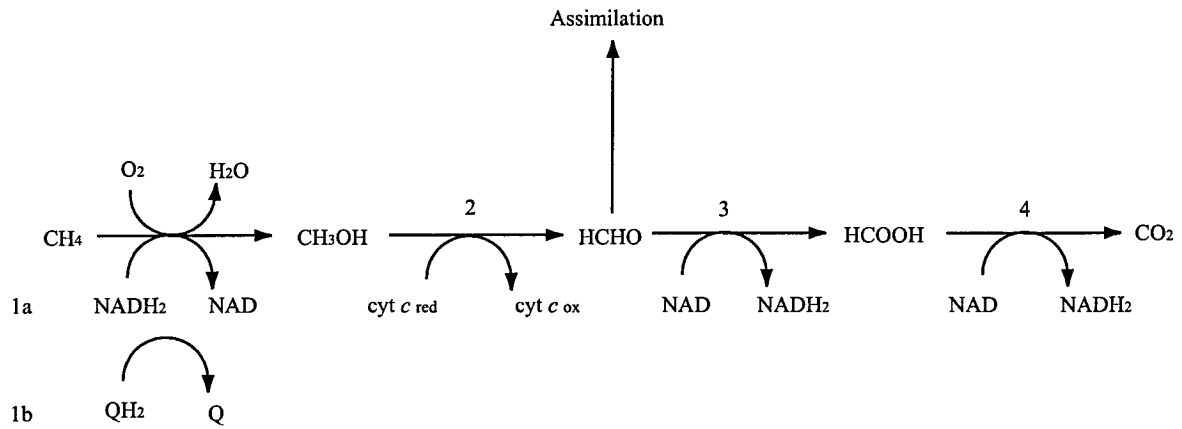 Assimilation
O2 H2O
2 3 4
CH4 CH3OH HCHO HCOOH CO2
1a NADH2 NAD cyt c red cyt c ox NAD NADH2 NAD NADH2
1b QH2 Q